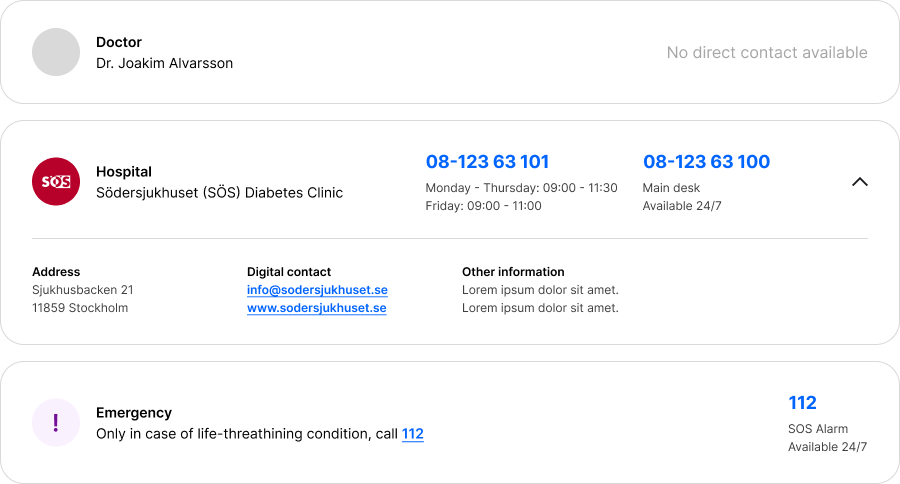 Doctor
Dr. Joakim Alvarsson
No direct contact available
SÖS
Hospital
Södersjukhuset (SÖS) Diabetes Clinic
08-123 63 101
Monday - Thursday: 09:00 - 11:30
Friday: 09:00 - 11:00
08-123 63 100
Main desk
Available 24/7
Address
Sjukhusbacken 21
11859 Stockholm
Digital contact
info@sodersjukhuset.se
www.sodersjukhuset.se
Other information
Lorem ipsum dolor sit amet.
Lorem ipsum dolor sit amet.
!
Emergency
Only in case of life-threathining condition, call 112
112
SOS Alarm
Available 24/7